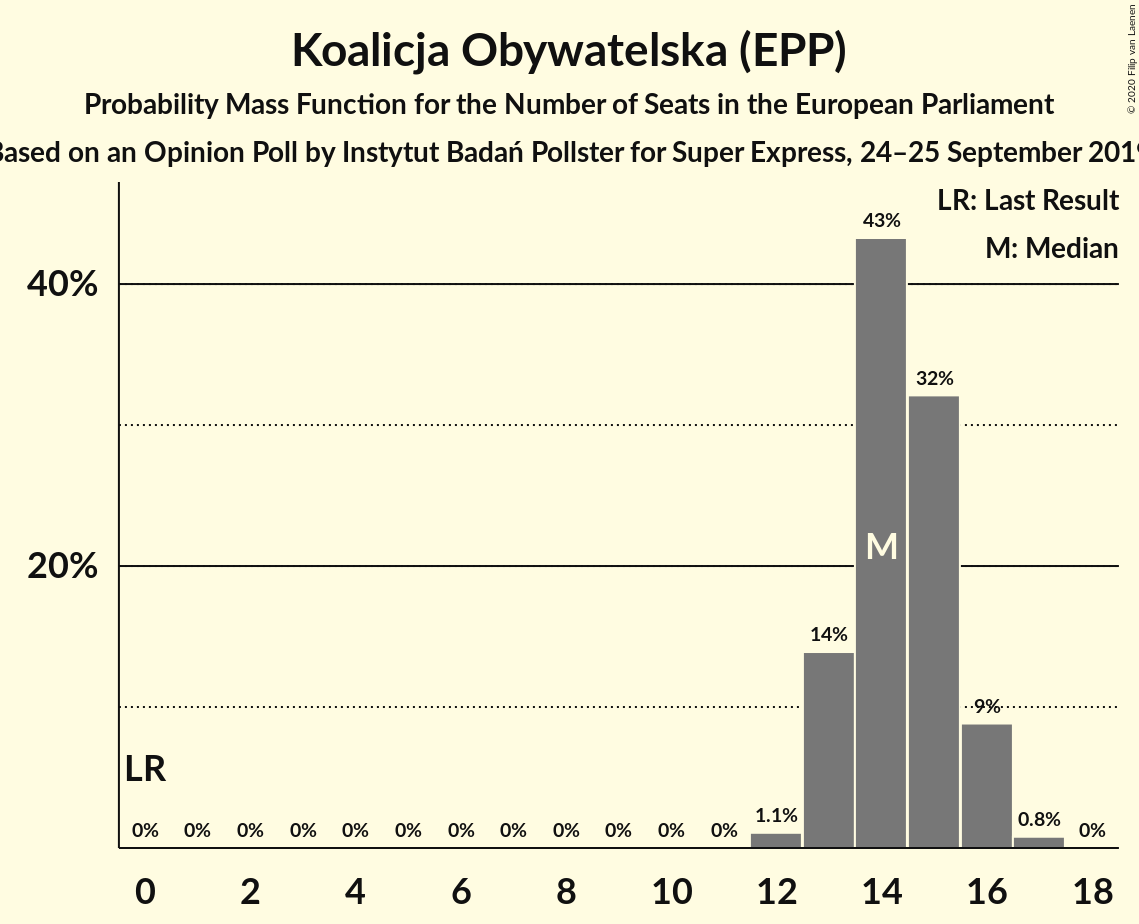 Koalicja Obywatelska (EPP)
Probability Mass Function for the Number of Seats in the European Parliament
Based on an Opinion Poll by Instytut Badań Pollster for Super Express, 24–25 September 2019
© 2020 Filip van Laenen
LR: Last Result
M: Median
40%
20%
43%
32%
M
14%
9%
LR
0% 0% 0% 0% 0% 0% 0% 0% 0% 0% 0% 0% 1.1% 0.8% 0%
0 2 4 6 8 10 12 14 16 18